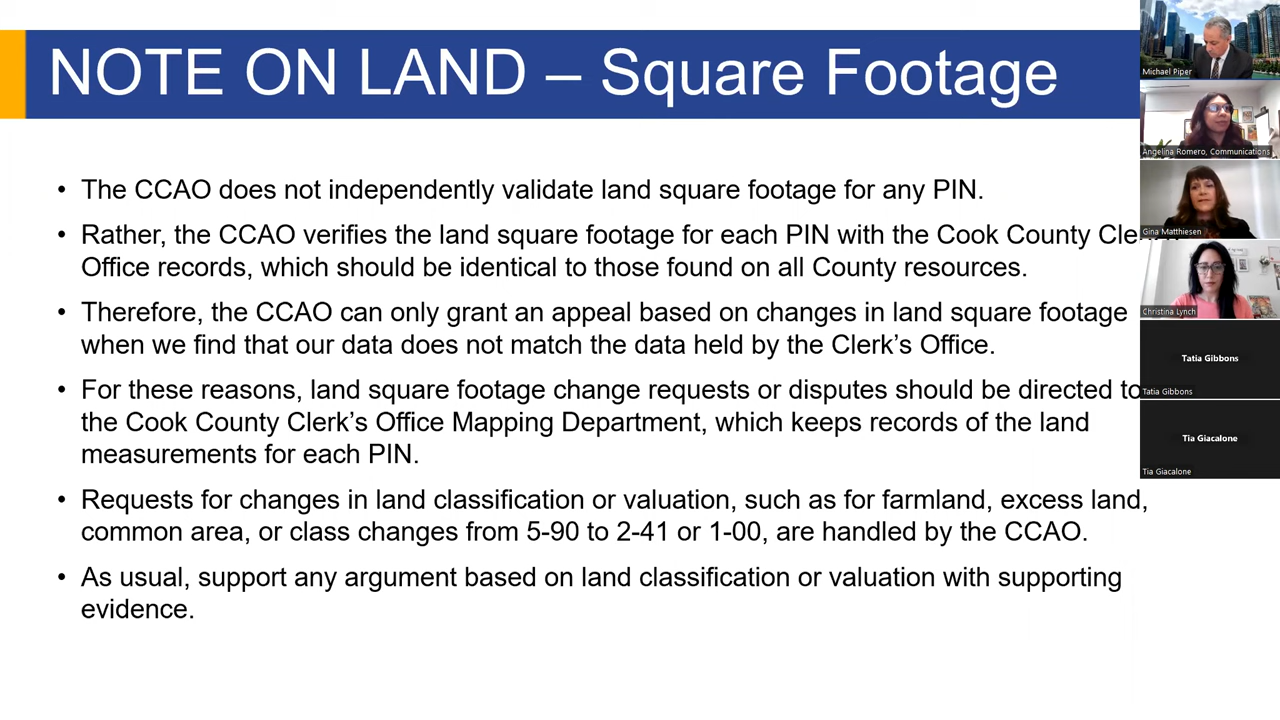 NOTE ON LAND – Square Footage
• The CCAO does not independently validate land square footage for any PIN.
• Rather, the CCAO verifies the land square footage for each PIN with the Cook County
Office records, which should be identical to those found on all County resources.
• Therefore, the CCAO can only grant an appeal based on changes in land square footage
when we find that our data does not match the data held by the Clerk’s Office.
• For these reasons, land square footage change requests or disputes should be directed to
the Cook County Clerk’s Office Mapping Department, which keeps records of the land
measurements for each PIN.
• Requests for changes in land classification or valuation, such as for farmland, excess land,
common area, or class changes from 5-90 to 2-41 or 1-00, are handled by the CCAO.
• As usual, support any argument based on land classification or valuation with supporting
evidence.
Michael Piper
Angelina Romero, Communications
Gina Matthiesen
Christina Lynch
Tatia Gibbons
Tatia Gibbons
Tia Giacalone
Tia Giacalone